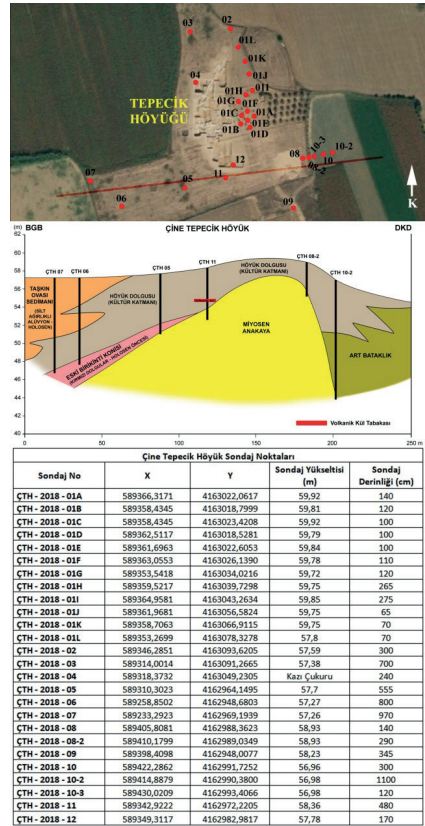 03
02
01L
01K
04
01J
01H
01I
TEPECİK
HÖYÜĞÜ
01G
01F
01C
01A
01B
01E
01D
12
08
10-3
10-2
10
08-2
07
05
11
06
09
K
(m) BGB
ÇİNE TEPECİK HÖYÜK
DKD
62
60
58
56
54
52
50
48
46
44
42
40
ÇTH 07
ÇTH 06
ÇTH 05
ÇTH 11
ÇTH 08-2
ÇTH 10-2
TAŞKIN
OVASI
SEDİMANI
(SİLT
AĞIRLIKLI
ALÜVYON -
HOLOSEN)
HÖYÜK DOLGUSU
(KÜLTÜR KATMANI)
HÖYÜK DOLGUSU
(KÜLTÜR KATMANI)
MİYOSEN
ANAKAYA
ART BATAKLIK
ESKİ BİRİKİNTİ KONİSİ
(KIRMIZI DOLGULAR - HOLOSEN ÖNCESİ)
Volkanik Kül Tabakası
0 50 100 150 200 250 m
Çine Tepecik Höyük Sondaj Noktaları
Sondaj No X Y Sondaj Yükseltisi (m) Sondaj Derinliği (cm)
ÇTH - 2018 - 01A 589366,3171 4163022,0617 59,92 140
ÇTH - 2018 - 01B 589358,4345 4163018,7999 59,81 120
ÇTH - 2018 - 01C 589358,4345 4163023,4208 59,92 100
ÇTH - 2018 - 01D 589362,5117 4163018,5281 59,79 100
ÇTH - 2018 - 01E 589361,6963 4163022,6053 59,84 100
ÇTH - 2018 - 01F 589363,0553 4163026,1390 59,78 110
ÇTH - 2018 - 01G 589353,5418 4163034,0216 59,72 120
ÇTH - 2018 - 01H 589359,5217 4163039,7298 59,75 265
ÇTH - 2018 - 01I 589364,9581 4163043,2634 59,85 275
ÇTH - 2018 - 01J 589361,9681 4163056,5824 59,75 65
ÇTH - 2018 - 01K 589358,7063 4163066,9115 59,75 70
ÇTH - 2018 - 01L 589353,2699 4163078,3278 57,8 70
ÇTH - 2018 - 02 589346,2851 4163093,6205 57,59 300
ÇTH - 2018 - 03 589314,0014 4163091,2665 57,38 700
ÇTH - 2018 - 04 589318,3732 4163049,2305 Kazı Çukuru 240
ÇTH - 2018 - 05 589310,3023 4162964,1495 57,7 555
ÇTH - 2018 - 06 589258,8502 4162948,6803 57,27 800
ÇTH - 2018 - 07 589233,2923 4162969,1939 57,26 970
ÇTH - 2018 - 08 589405,8081 4162988,3623 58,93 140
ÇTH - 2018 - 08-2 589410,1799 4162989,0349 58,93 290
ÇTH - 2018 - 09 589398,4098 4162948,0077 58,23 345
ÇTH - 2018 - 10 589422,2862 4162991,7252 56,96 300
ÇTH - 2018 - 10-2 589414,8879 4162990,3800 56,98 1100
ÇTH - 2018 - 10-3 589430,0209 4162993,4066 56,98 120
ÇTH - 2018 - 11 589342,9222 4162972,2205 58,36 480
ÇTH - 2018 - 12 589349,3117 4162982,9817 57,78 170